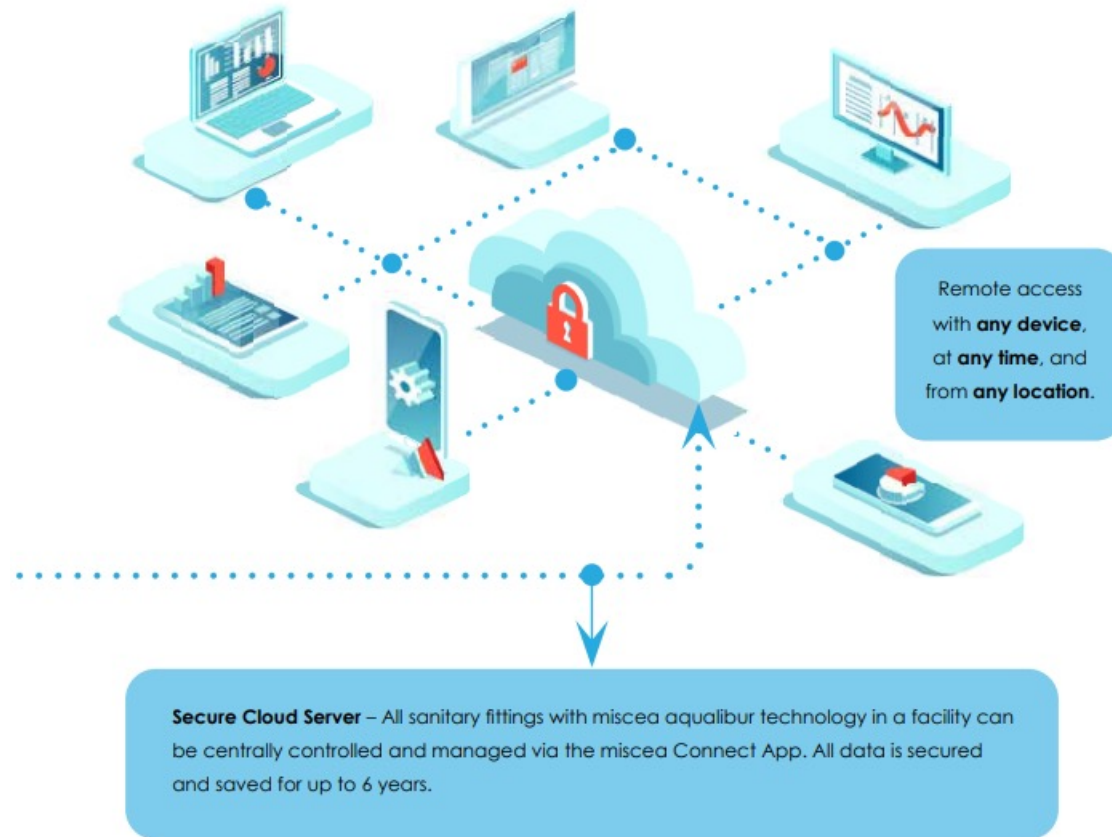 Remote access
with any device,
at any time, and
from any location.
Secure Cloud Server – All sanitary fittings with miscea aqualibur technology in a facility can
be centrally controlled and managed via the miscea Connect App. All data is secured
and saved for up to 6 years.